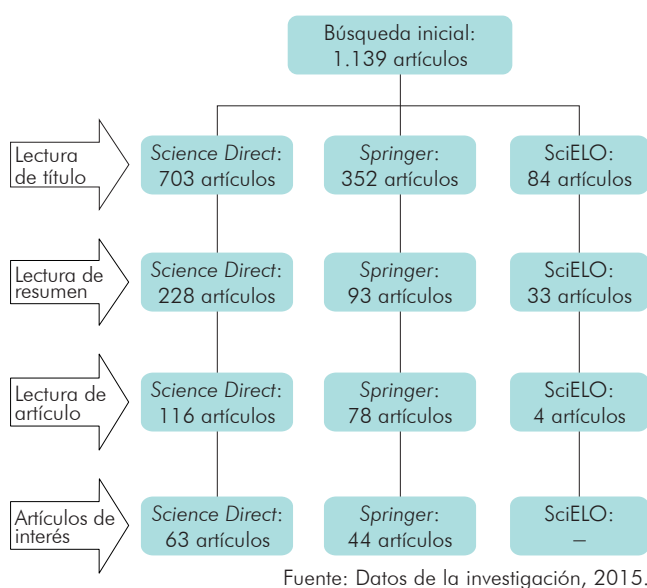 Búsqueda inicial:
1.139 artículos
Lectura
de título
Science Direct:
703 artículos
Springer:
352 artículos
SciELO:
84 artículos
Lectura de
resumen
Science Direct:
228 artículos
Springer:
93 artículos
SciELO:
33 artículos
Lectura de
artículo
Science Direct:
116 artículos
Springer:
78 artículos
SciELO:
4 artículos
Artículos de
interés
Science Direct:
63 artículos
Springer:
44 artículos
SciELO:
–
Fuente: Datos de la investigación, 2015.